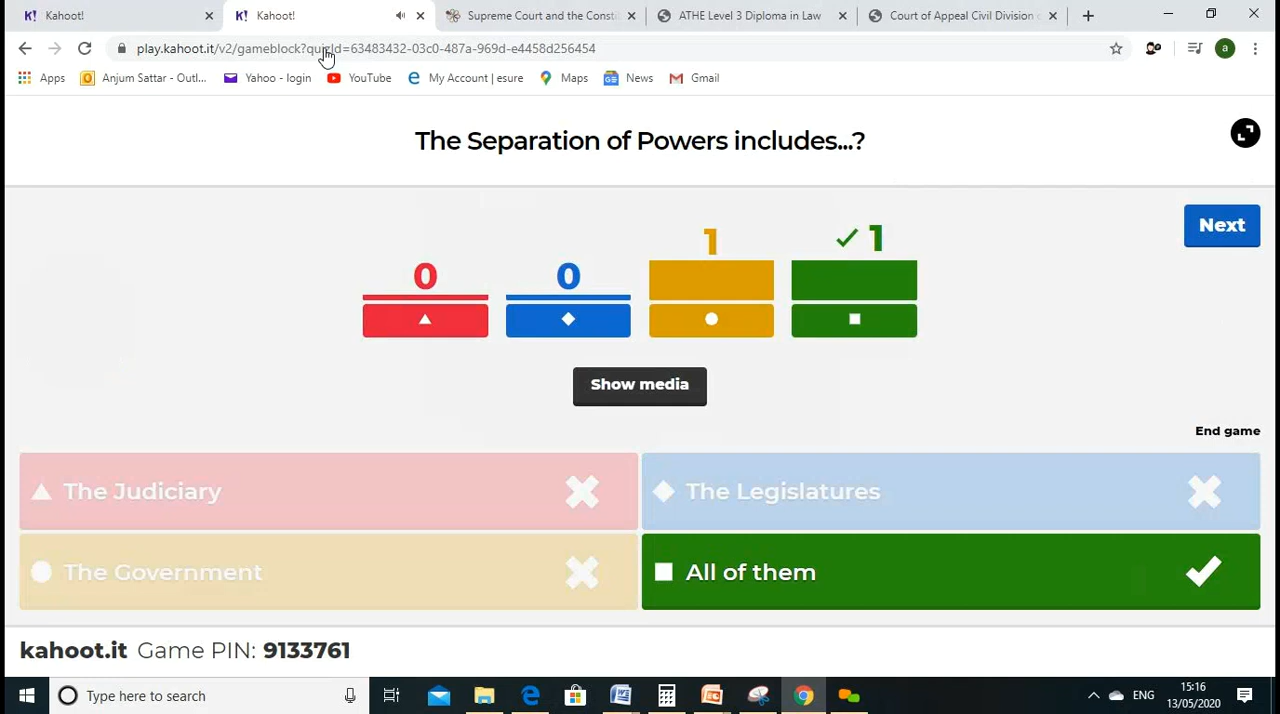 Kahoot!
Kahoot!
Supreme Court and the Consti
ATHE Level 3 Diploma in Law
Court of Appeal Civil Division
play.kahoot.it/v2/gameblock?quizId=63483432-03c0-487a-969d-e4458d256454
a
Apps
Anjum Sattar - Outl...
Yahoo - login
YouTube
My Account | esure
Maps
News
Gmail
The Separation of Powers includes...?
Next
0
0
1
1
Show media
End game
The Judiciary
The Legislatures
The Government
All of them
kahoot.it Game PIN: 9133761
Type here to search
ENG
15:16
13/05/2020